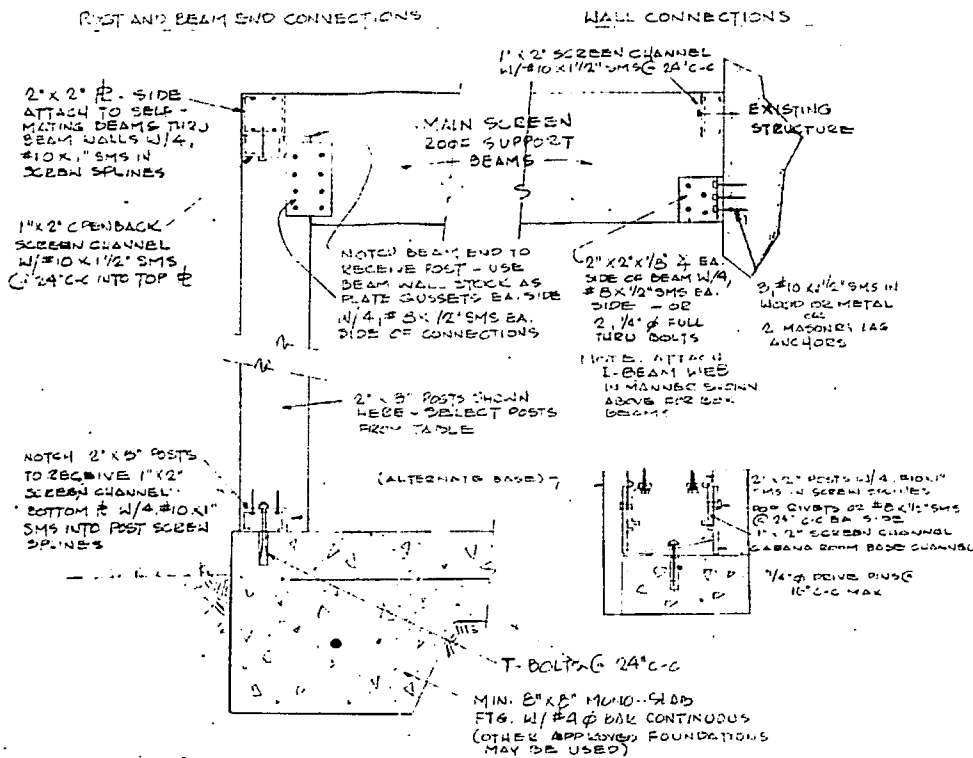 POST AND BEAM END CONNECTIONS
WALL CONNECTIONS
1" X 2" SCREEN CHANNEL
W/#10 X 1 1/2" SMS @ 24" C-C
2" X 2" ℄ - SIDE
ATTACH TO SELF-
MATING BEAMS THRU
BEAM WALLS W/4,
#10 X 1" SMS IN
SCREW SPLINES
MAIN SCREEN
ROOF SUPPORT
BEAMS
EXISTING
STRUCTURE
1" X 2" OPENBACK
SCREEN CHANNEL
W/#10 X 1 1/2" SMS
@ 24" C-C INTO TOP
NOTCH BEAM END TO
RECEIVE POST - USE
BEAM WALL STOCK AS
PLATE GUSSETS EA. SIDE
W/4, #8 X 1/2" SMS EA.
SIDE OF CONNECTIONS
2" X 2" X 1/8" ∠ EA.
SIDE OF BEAM W/4,
#8 X 1/2" SMS EA.
SIDE - OR
2, 1/4" φ FULL
THRU BOLTS
NOTE: ATTACH
I-BEAM WEB
IN MANNER SHOWN
ABOVE FOR BOX
BEAMS
3, #10 X 1/2" SMS IN
WOOD OR METAL
OR
2 MASONRY LAG
ANCHORS
2" X 3" POSTS SHOWN
HERE - SELECT POSTS
FROM TABLE
NOTCH 2" X 3" POSTS
TO RECEIVE 1" X 2"
SCREEN CHANNEL
BOTTOM W/4, #10 X 1"
SMS INTO POST SCREW
SPLINES
(ALTERNATE BASE)
2" X 2" POSTS W/4, #10 X 1"
SMS IN SCREW SPLINES
POP RIVETS OR #8 X 1/2" SMS
@ 24" C-C EA. SIDE
1" X 2" SCREEN CHANNEL
CABANA ROOM BASE CHANNEL
1/4" φ DRIVE PINS @
C-C MAX
T-BOLTS @ 24" C-C
MIN. 8" X 8" MONO-SLAB
FTG. W/ #4 φ BAR CONTINUOUS
(OTHER APPROVED FOUNDATIONS
MAY BE USED)